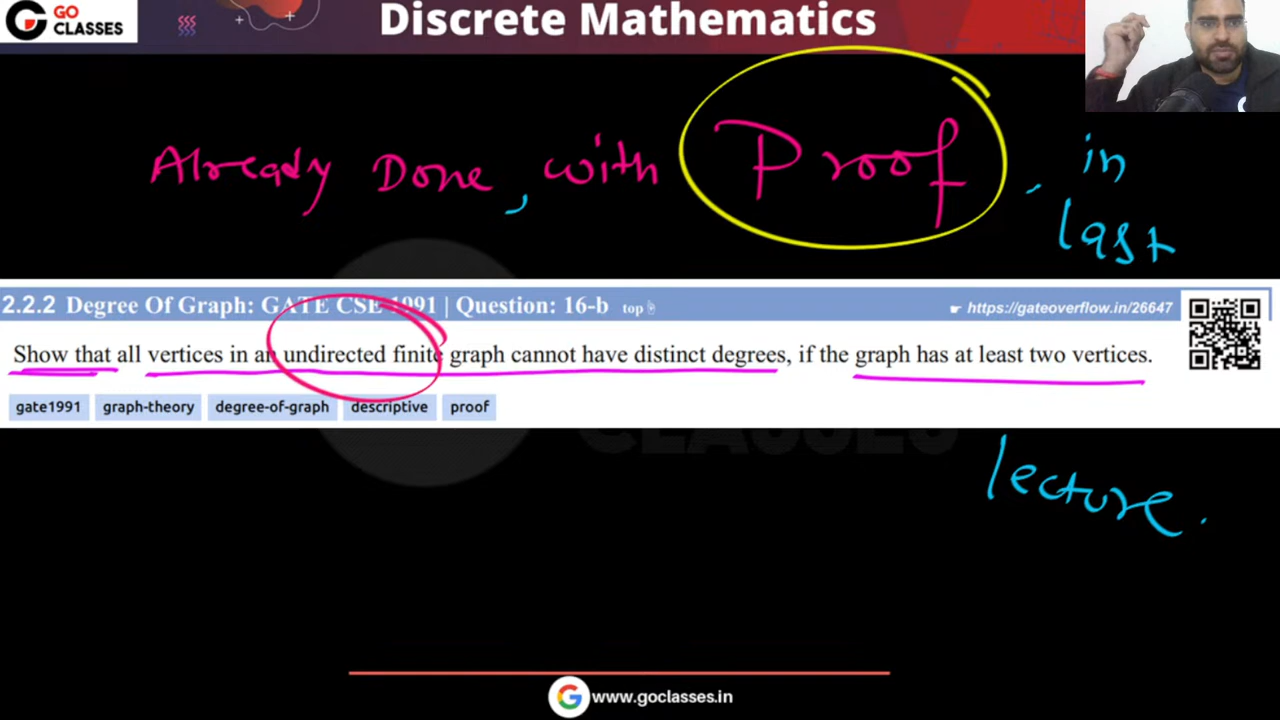 GO CLASSES
Discrete Mathematics
Already Done, with Proof, in last
2.2.2 Degree Of Graph: GATE CSE 1991 | Question: 16-b top
https://gateoverflow.in/26647
Show that all vertices in an undirected finite graph cannot have distinct degrees, if the graph has at least two vertices.
gate1991 graph-theory degree-of-graph descriptive proof
CLASSES
lecture.
www.goclasses.in